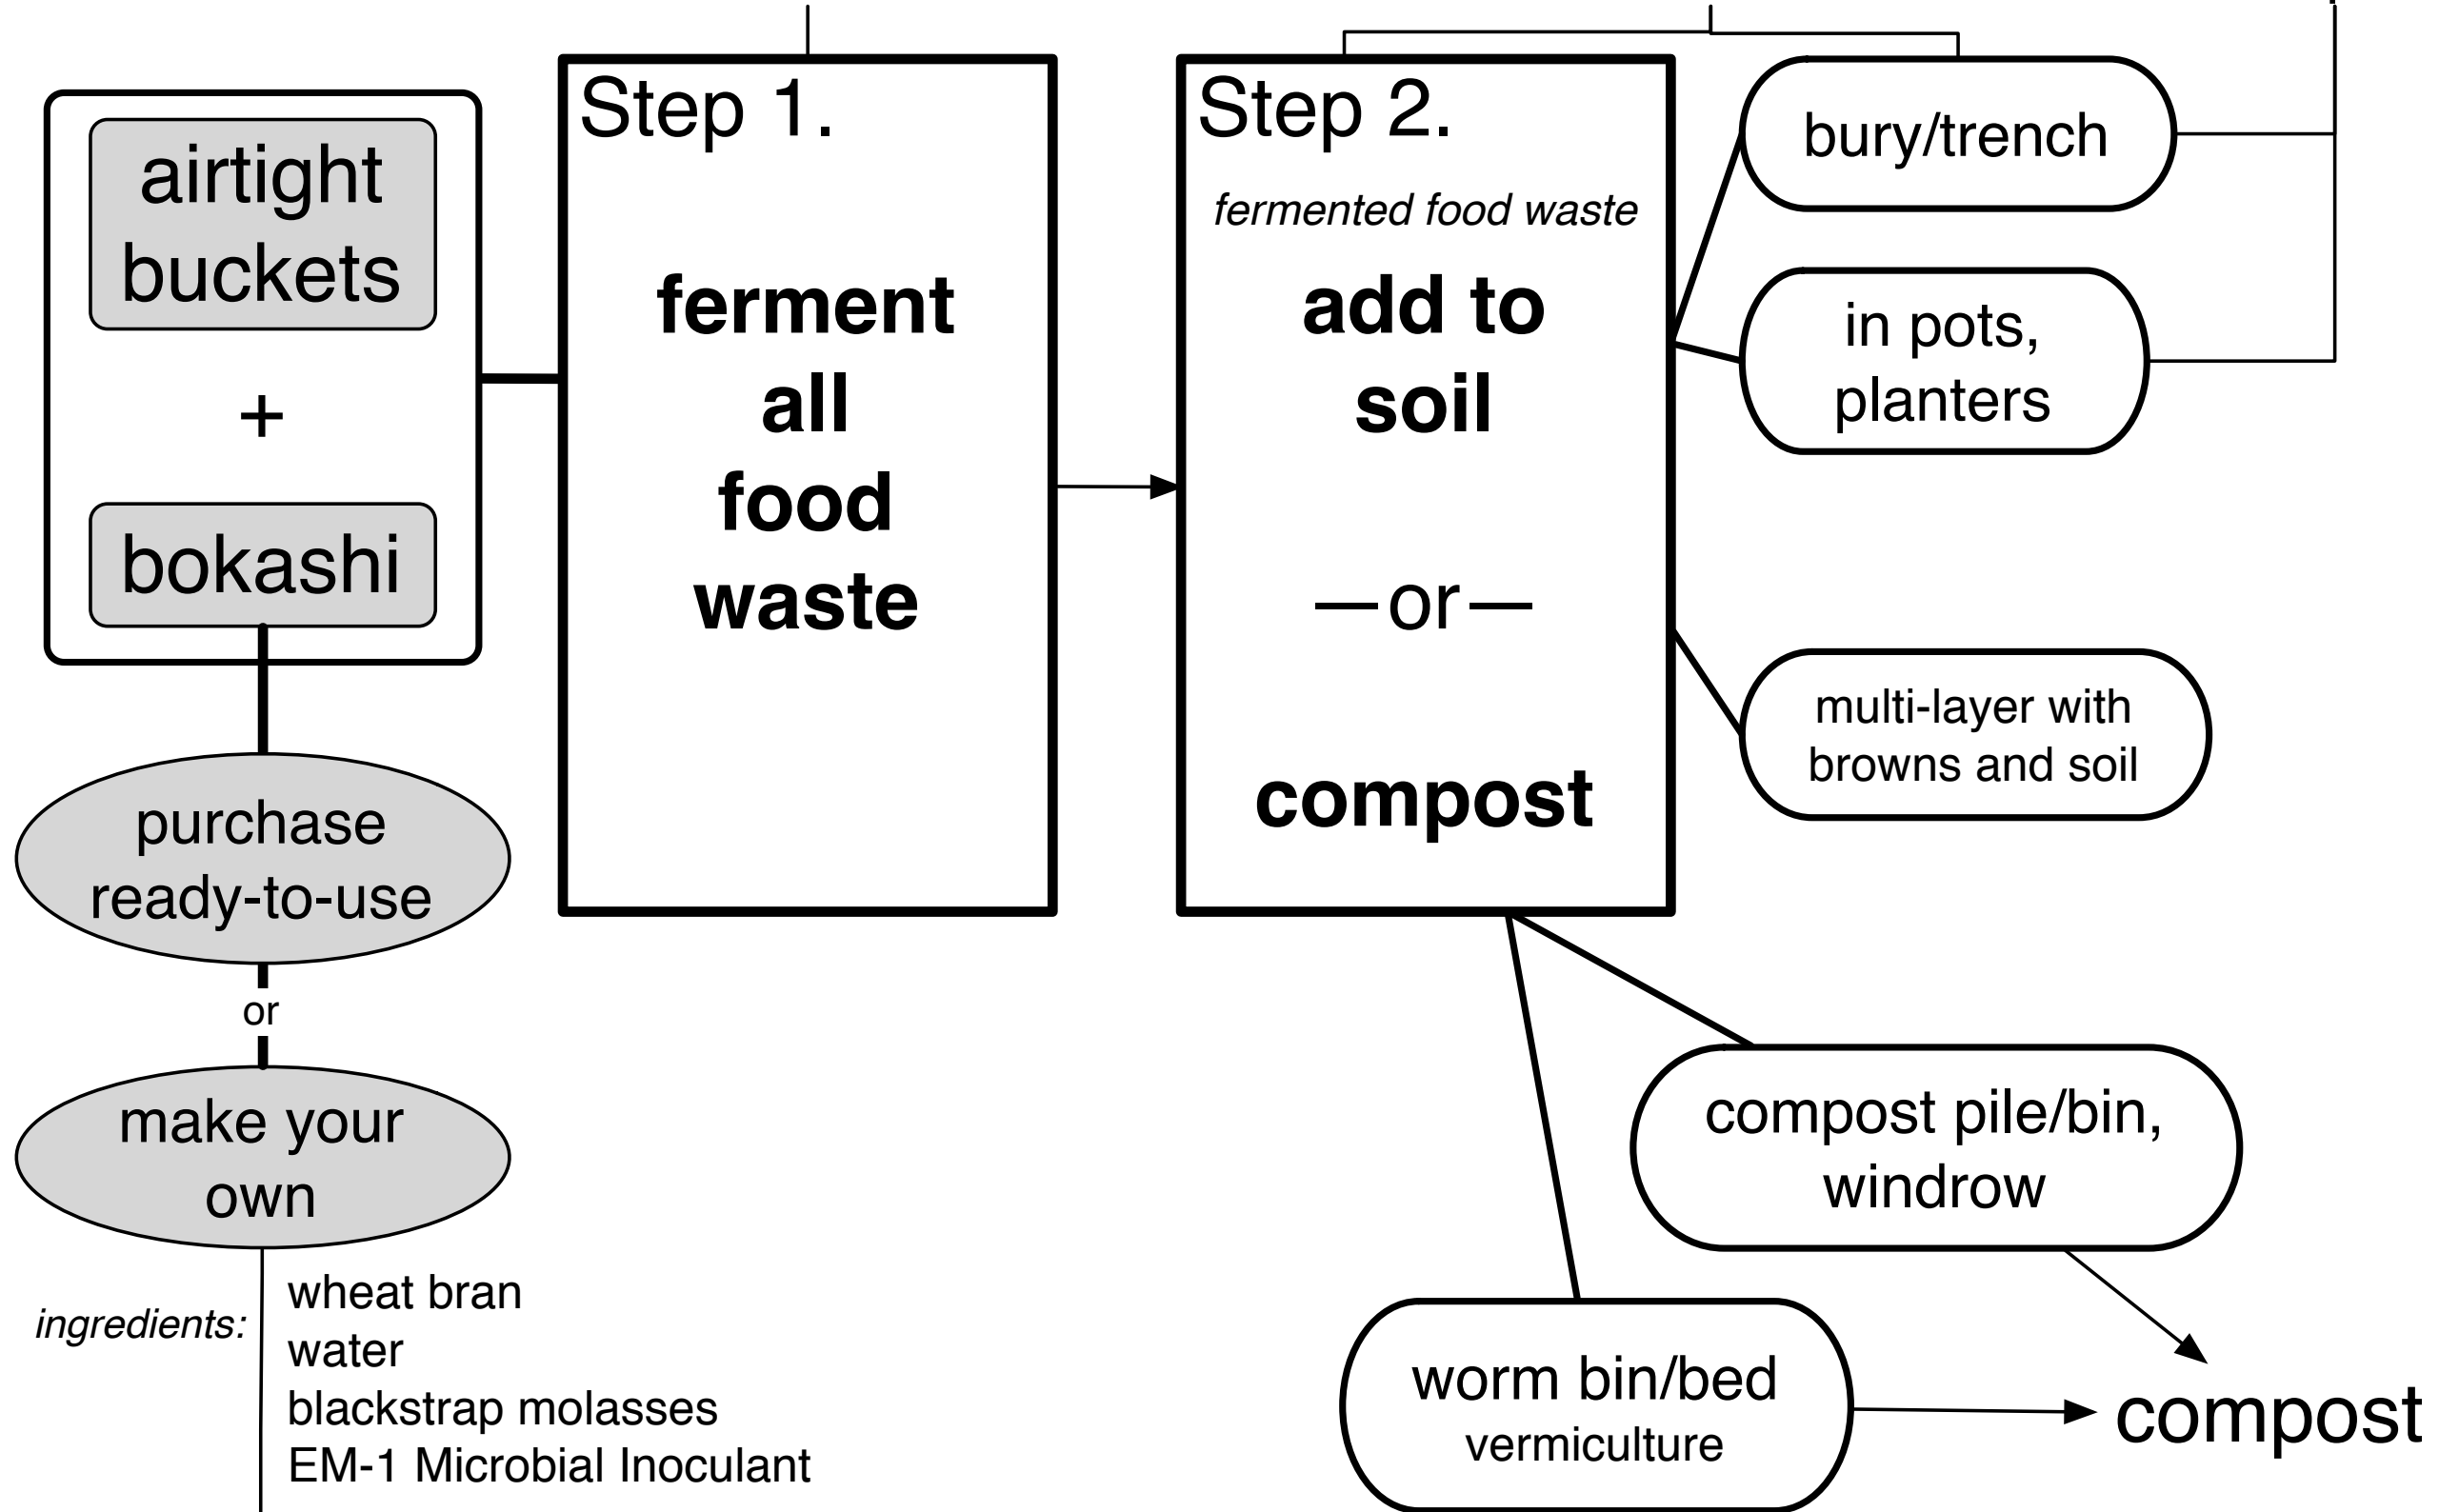 airtight
buckets
+
bokashi
purchase
ready-to-use
or
make your
own
ingredients:
wheat bran
water
blackstrap molasses
EM-1 Microbial Inoculant
Step 1.
ferment
all
food
waste
Step 2.
fermented food waste
add to
soil
—or—
compost
bury/trench
in pots,
planters
multi-layer with
browns and soil
compost pile/bin,
windrow
worm bin/bed
vermiculture
compost